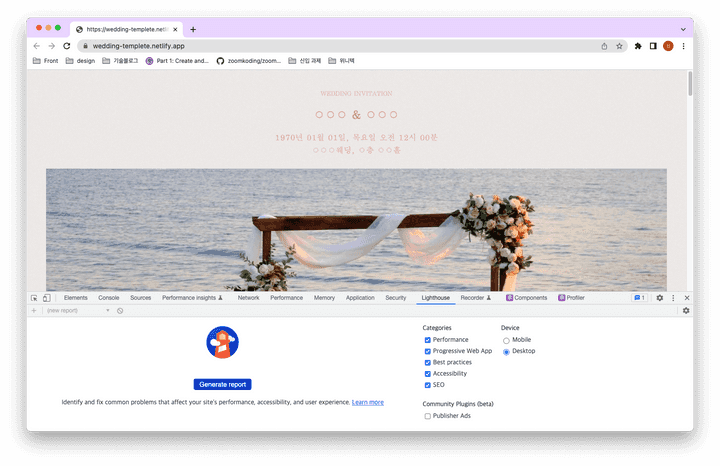 https://wedding-templete.netli
wedding-templete.netlify.app
Front design 기술블로그 Part 1: Create and... zoomkoding/zoom... 신입 과제 위니백
WEDDING INVITATION
○○○ & ○○○
1970년 01월 01일, 목요일 오전 12시 00분
○○○웨딩, ○층 ○○홀
Elements Console Sources Performance insights Network Performance Memory Application Security Lighthouse Recorder Components Profiler 1
(new report)
Generate report
Identify and fix common problems that affect your site's performance, accessibility, and user experience. Learn more
Categories
Performance
Progressive Web App
Best practices
Accessibility
SEO
Community Plugins (beta)
Publisher Ads
Device
Mobile
Desktop